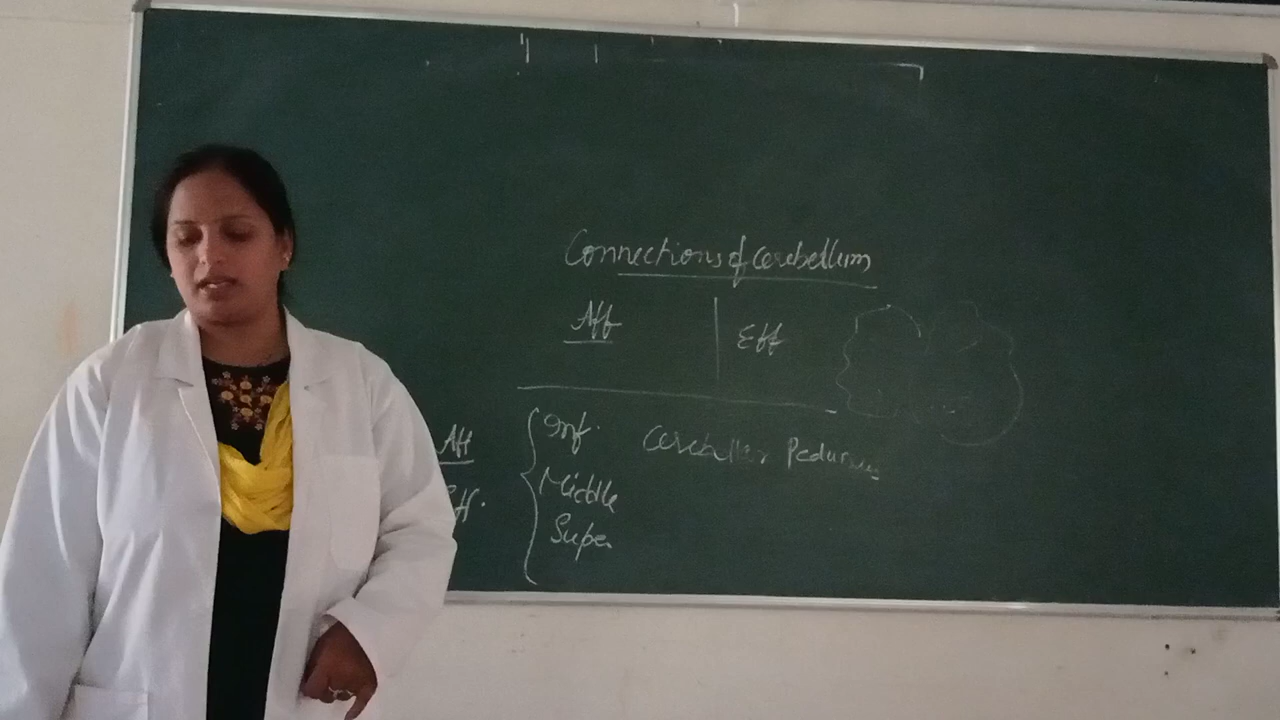 Connections of cerebellum
Aff | Eff
Aff { Inf. Cerebellar Peduncles
Eff. Middle
Super